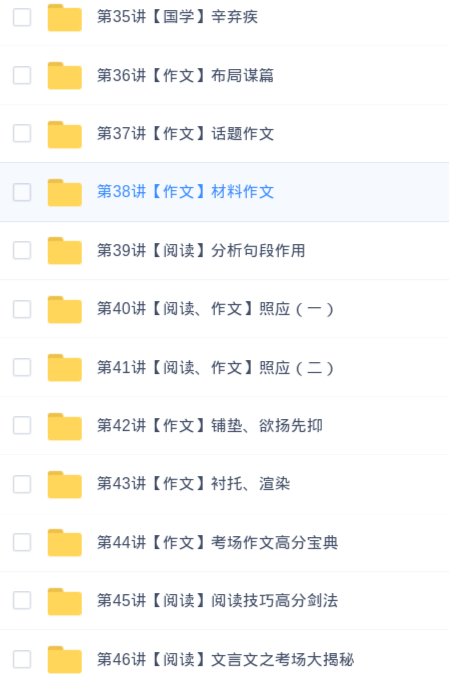 第35讲【国学】辛弃疾
第36讲【作文】布局谋篇
第37讲【作文】话题作文
第38讲【作文】材料作文
第39讲【阅读】分析句段作用
第40讲【阅读、作文】照应（一）
第41讲【阅读、作文】照应（二）
第42讲【作文】铺垫、欲扬先抑
第43讲【作文】衬托、渲染
第44讲【作文】考场作文高分宝典
第45讲【阅读】阅读技巧高分剑法
第46讲【阅读】文言文之考场大揭秘